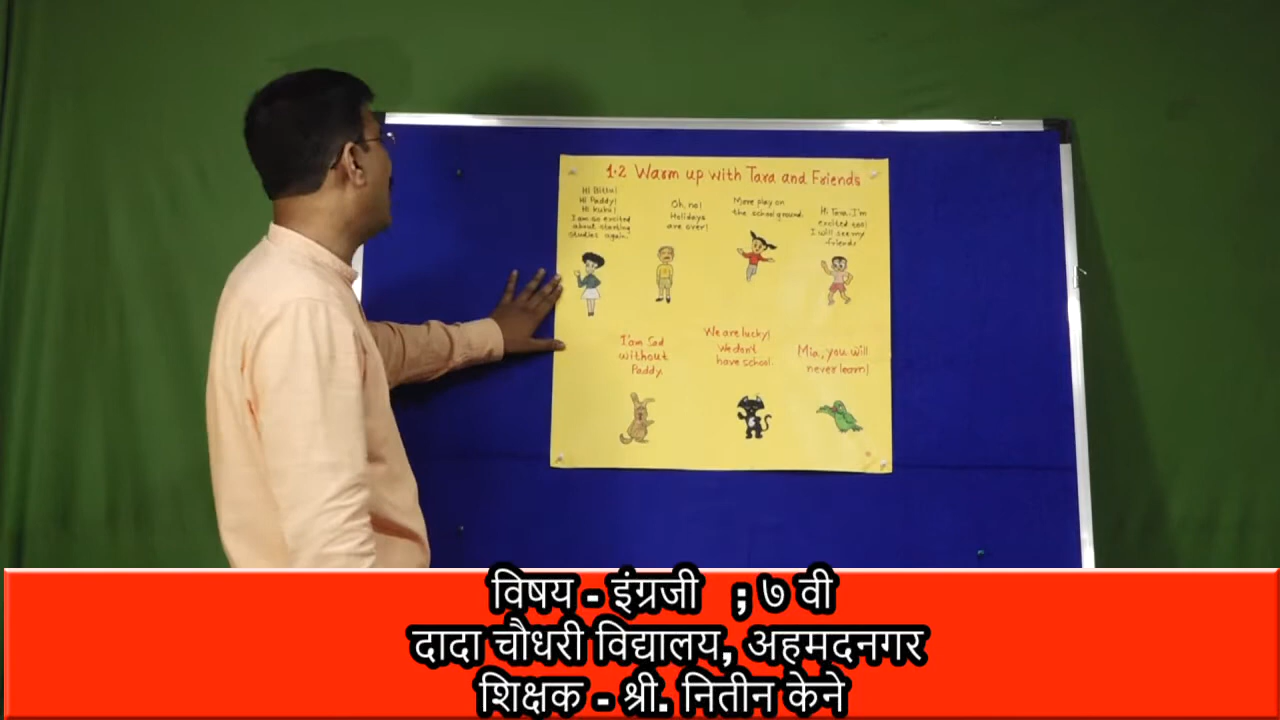 1.2 Warm up with Tara and Friends
Hi Bittu!
Hi Paddy!
Hi Kuhu!
I am so excited
about starting
studies again.
Oh, no!
Holidays
are over!
More play on
the school ground
Hi Tara. I'm
excited too!
I will see my
friends
I'am Sad
without
Paddy.
We are lucky!
We don't
have school.
Mia, you will
never learn!
विषय - इंग्रजी ; ७ वी
दादा चौधरी विद्यालय, अहमदनगर
शिक्षक - श्री. नितीन केने